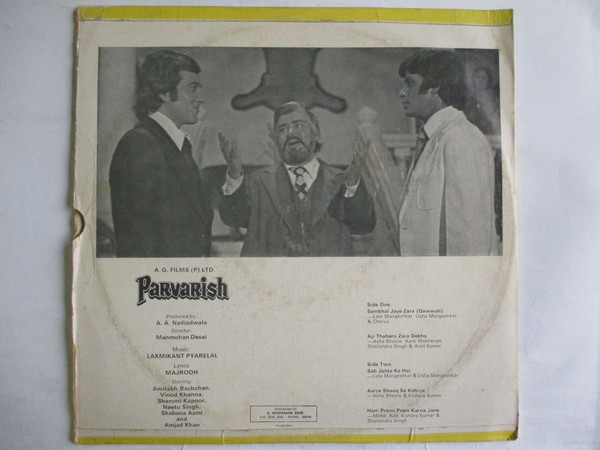 A. G. FILMS (P) LTD.
Parvarish
Produced by
A. A. Nadiadwala
Director
Manmohan Desai
Music:
LAXMIKANT PYARELAL
Lyrics
MAJROOH
Starring:
Amitabh Bachchan,
Vinod Khanna,
Shammi Kapoor,
Neetu Singh,
Shabana Azmi
and
Amjad Khan
Side One:
Sambhal Jaye Zara (Qawwali)
—Lata Mangeshkar, Usha Mangeshkar
& Chorus
Aji Thahero Zara Dekho
—Asha Bhosle, Aarti Mukherjee,
Shailendra Singh & Amit Kumar
Side Two:
Sab Janta Ka Hai
—Lata Mangeshkar & Usha Mangeshkar
Aaiye Shauq Se Kahiye
—Asha Bhosle & Kishore Kumar
Ham Premi Prem Karna Jane
—Mohd. Rafi, Kishore Kumar &
Shailendra Singh